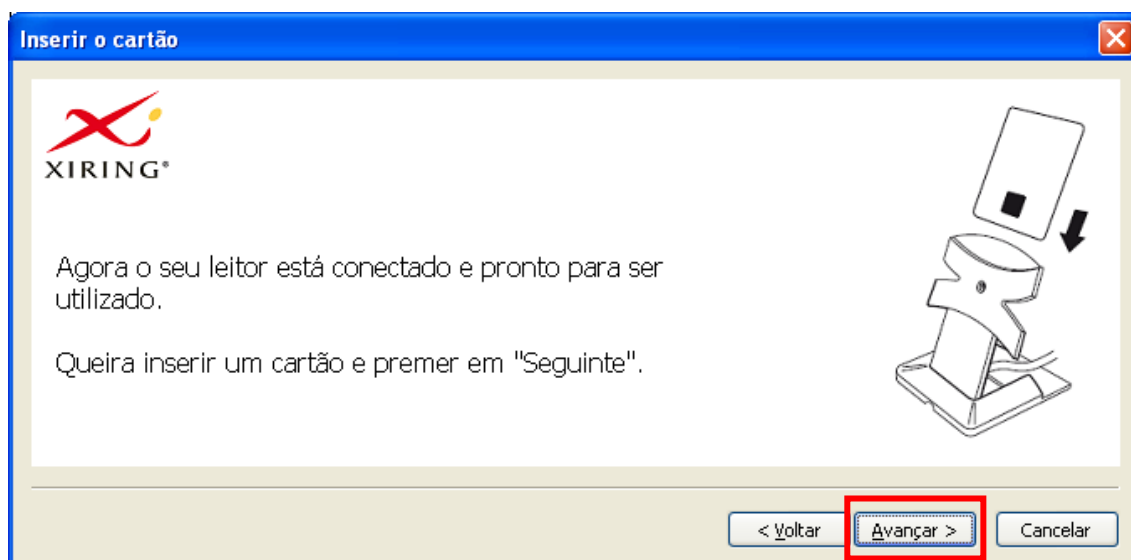 Inserir o cartão
XIRING®
Agora o seu leitor está conectado e pronto para ser
utilizado.
Queira inserir um cartão e premer em "Seguinte".
< Voltar
Avançar >
Cancelar